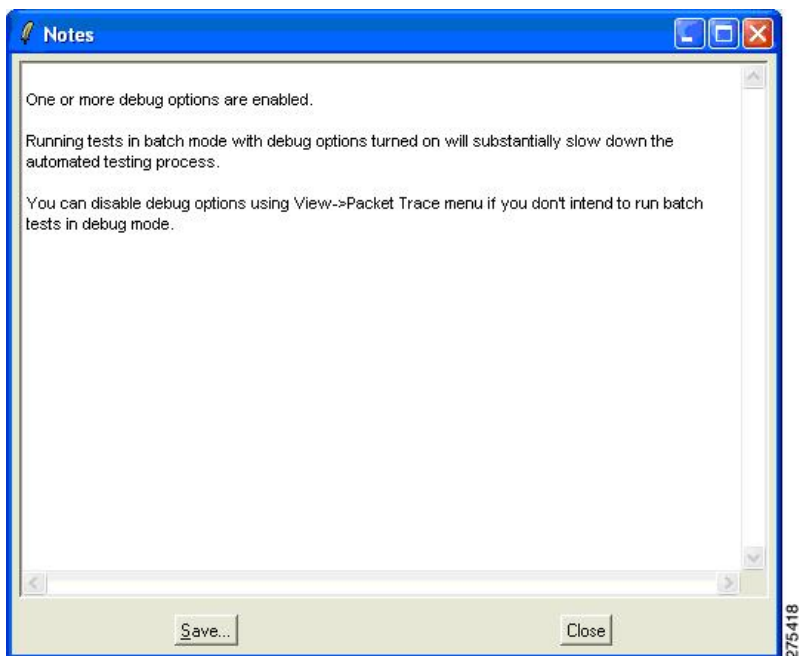 Notes
One or more debug options are enabled.
Running tests in batch mode with debug options turned on will substantially slow down the
automated testing process.
You can disable debug options using View->Packet Trace menu if you don't intend to run batch
tests in debug mode.
Save...
Close
275418